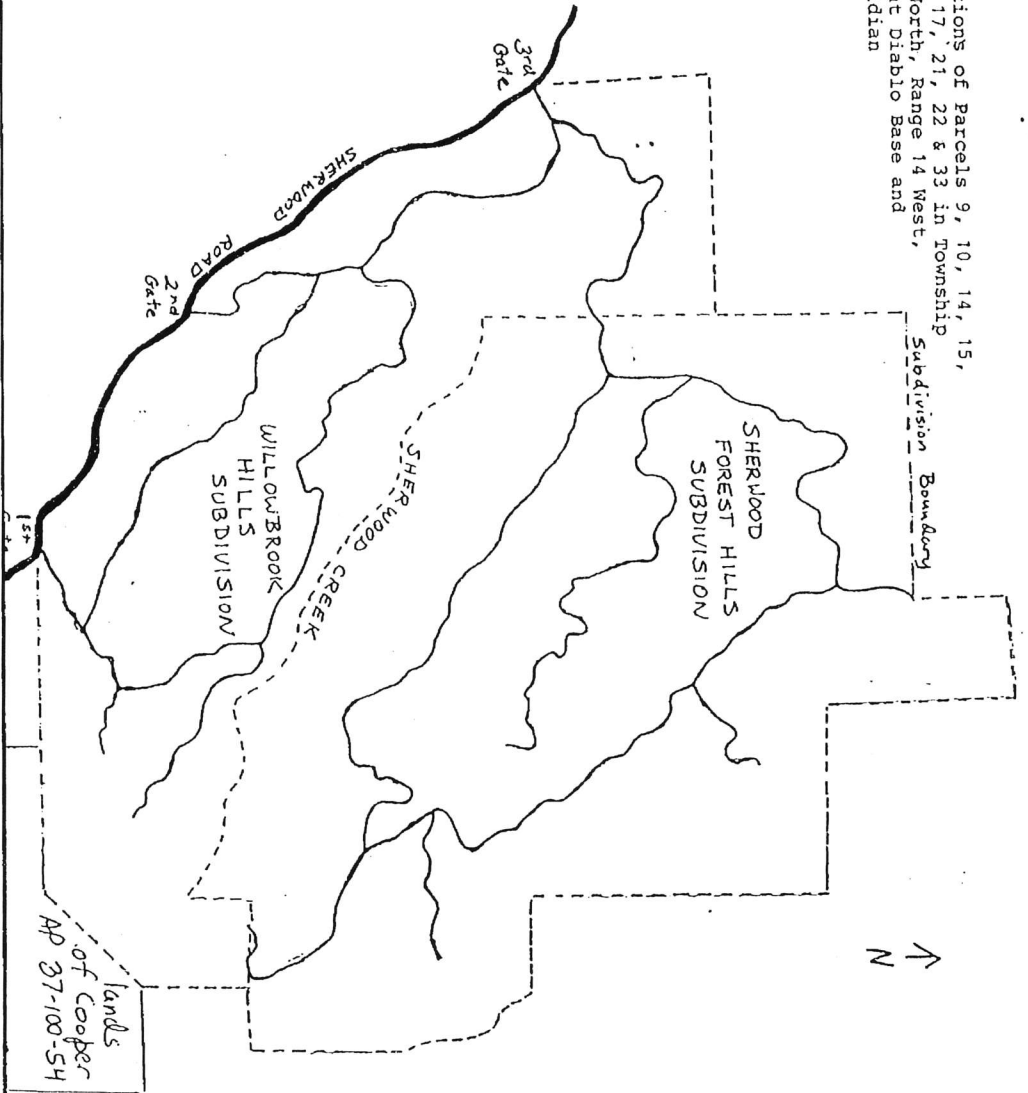 ion's of Parcels 9, 10, 14, 15,
17, 21, 22 & 33 in Township
North, Range 14 West,
nt Diablo Base and
dian
Subdivision Boundary
3rd
Gate
SHERWOOD
ROAD
2nd
Gate
1st
SHERWOOD
FOREST HILLS
SUBDIVISION
SHERWOOD CREEK
WILLOWBROOK
HILLS
SUBDIVISION
N
lands
of Cooper
AP 37-100-54